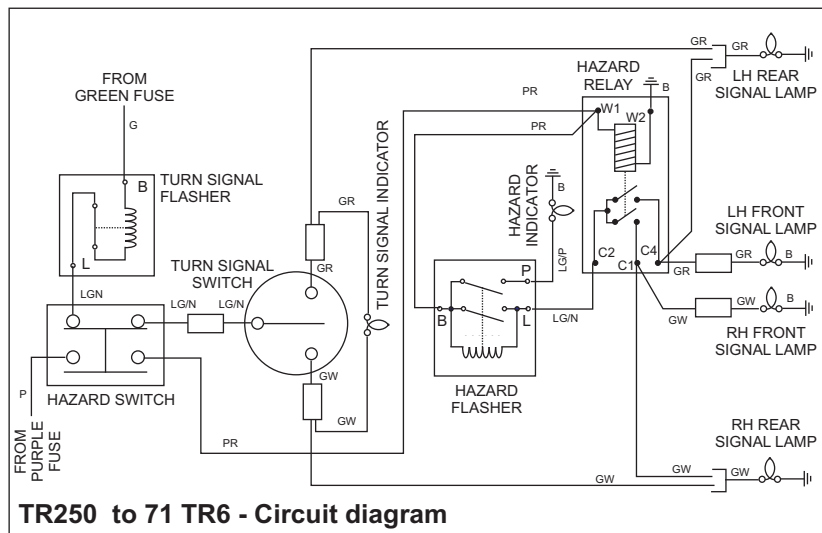 FROM
GREEN FUSE
G
B
TURN SIGNAL
FLASHER
L
LGN
LG/N
LG/N
TURN SIGNAL
SWITCH
GR
GR
TURN SIGNAL INDICATOR
GW
GW
HAZARD SWITCH
P
FROM
PURPLE
FUSE
PR
PR
PR
HAZARD
INDICATOR
B
LG/P
P
B
L
LG/N
HAZARD
FLASHER
HAZARD
RELAY
B
W1
W2
C2
C1
C4
GR
GR
GR
GR
LH REAR
SIGNAL LAMP
LH FRONT
SIGNAL LAMP
GR
B
GW
GW
B
RH FRONT
SIGNAL LAMP
RH REAR
SIGNAL LAMP
GW
GW
GW
TR250 to 71 TR6 - Circuit diagram